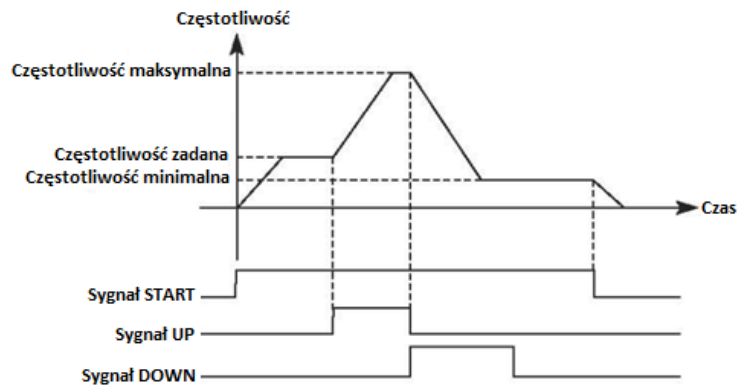 Częstotliwość
Częstotliwość maksymalna
Częstotliwość zadana
Częstotliwość minimalna
Czas
Sygnał START
Sygnał UP
Sygnał DOWN